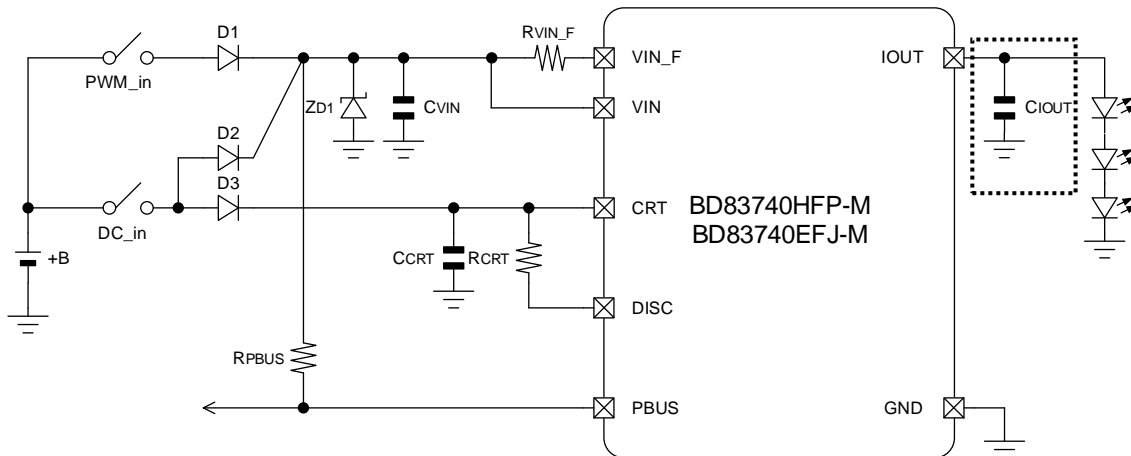 D1
PWM_in
D2
D3
DC_in
+B
ZD1
CVIN
RVIN_F
CCRT
RCRT
RPBUS
VIN_F
VIN
CRT
DISC
PBUS
BD83740HFP-M
BD83740EFJ-M
IOUT
GND
CIOUT